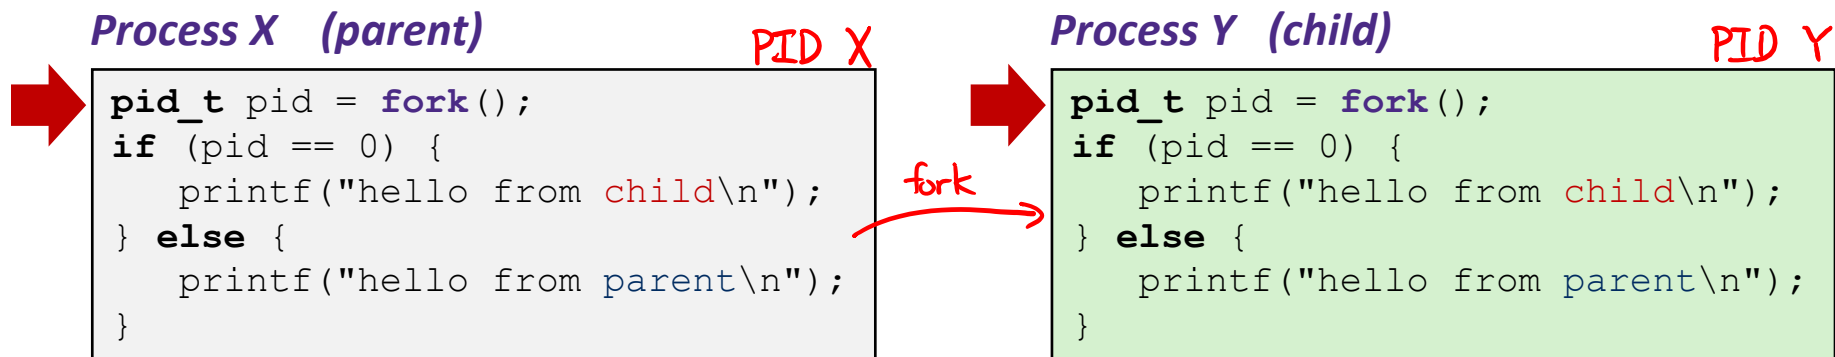 Process X (parent)
PID X
pid_t pid = fork();
if (pid == 0) {
   printf("hello from child\n");
} else {
   printf("hello from parent\n");
}
fork
Process Y (child)
PID Y
pid_t pid = fork();
if (pid == 0) {
   printf("hello from child\n");
} else {
   printf("hello from parent\n");
}